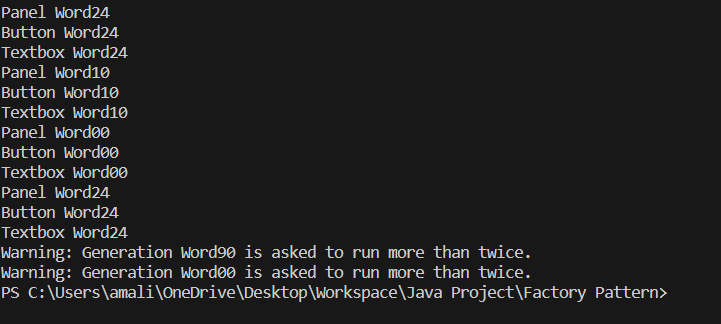 Panel Word24
Button Word24
Textbox Word24
Panel Word10
Button Word10
Textbox Word10
Panel Word00
Button Word00
Textbox Word00
Panel Word24
Button Word24
Textbox Word24
Warning: Generation Word90 is asked to run more than twice.
Warning: Generation Word00 is asked to run more than twice.
PS C:\Users\amali\OneDrive\Desktop\Workspace\Java Project\Factory Pattern>